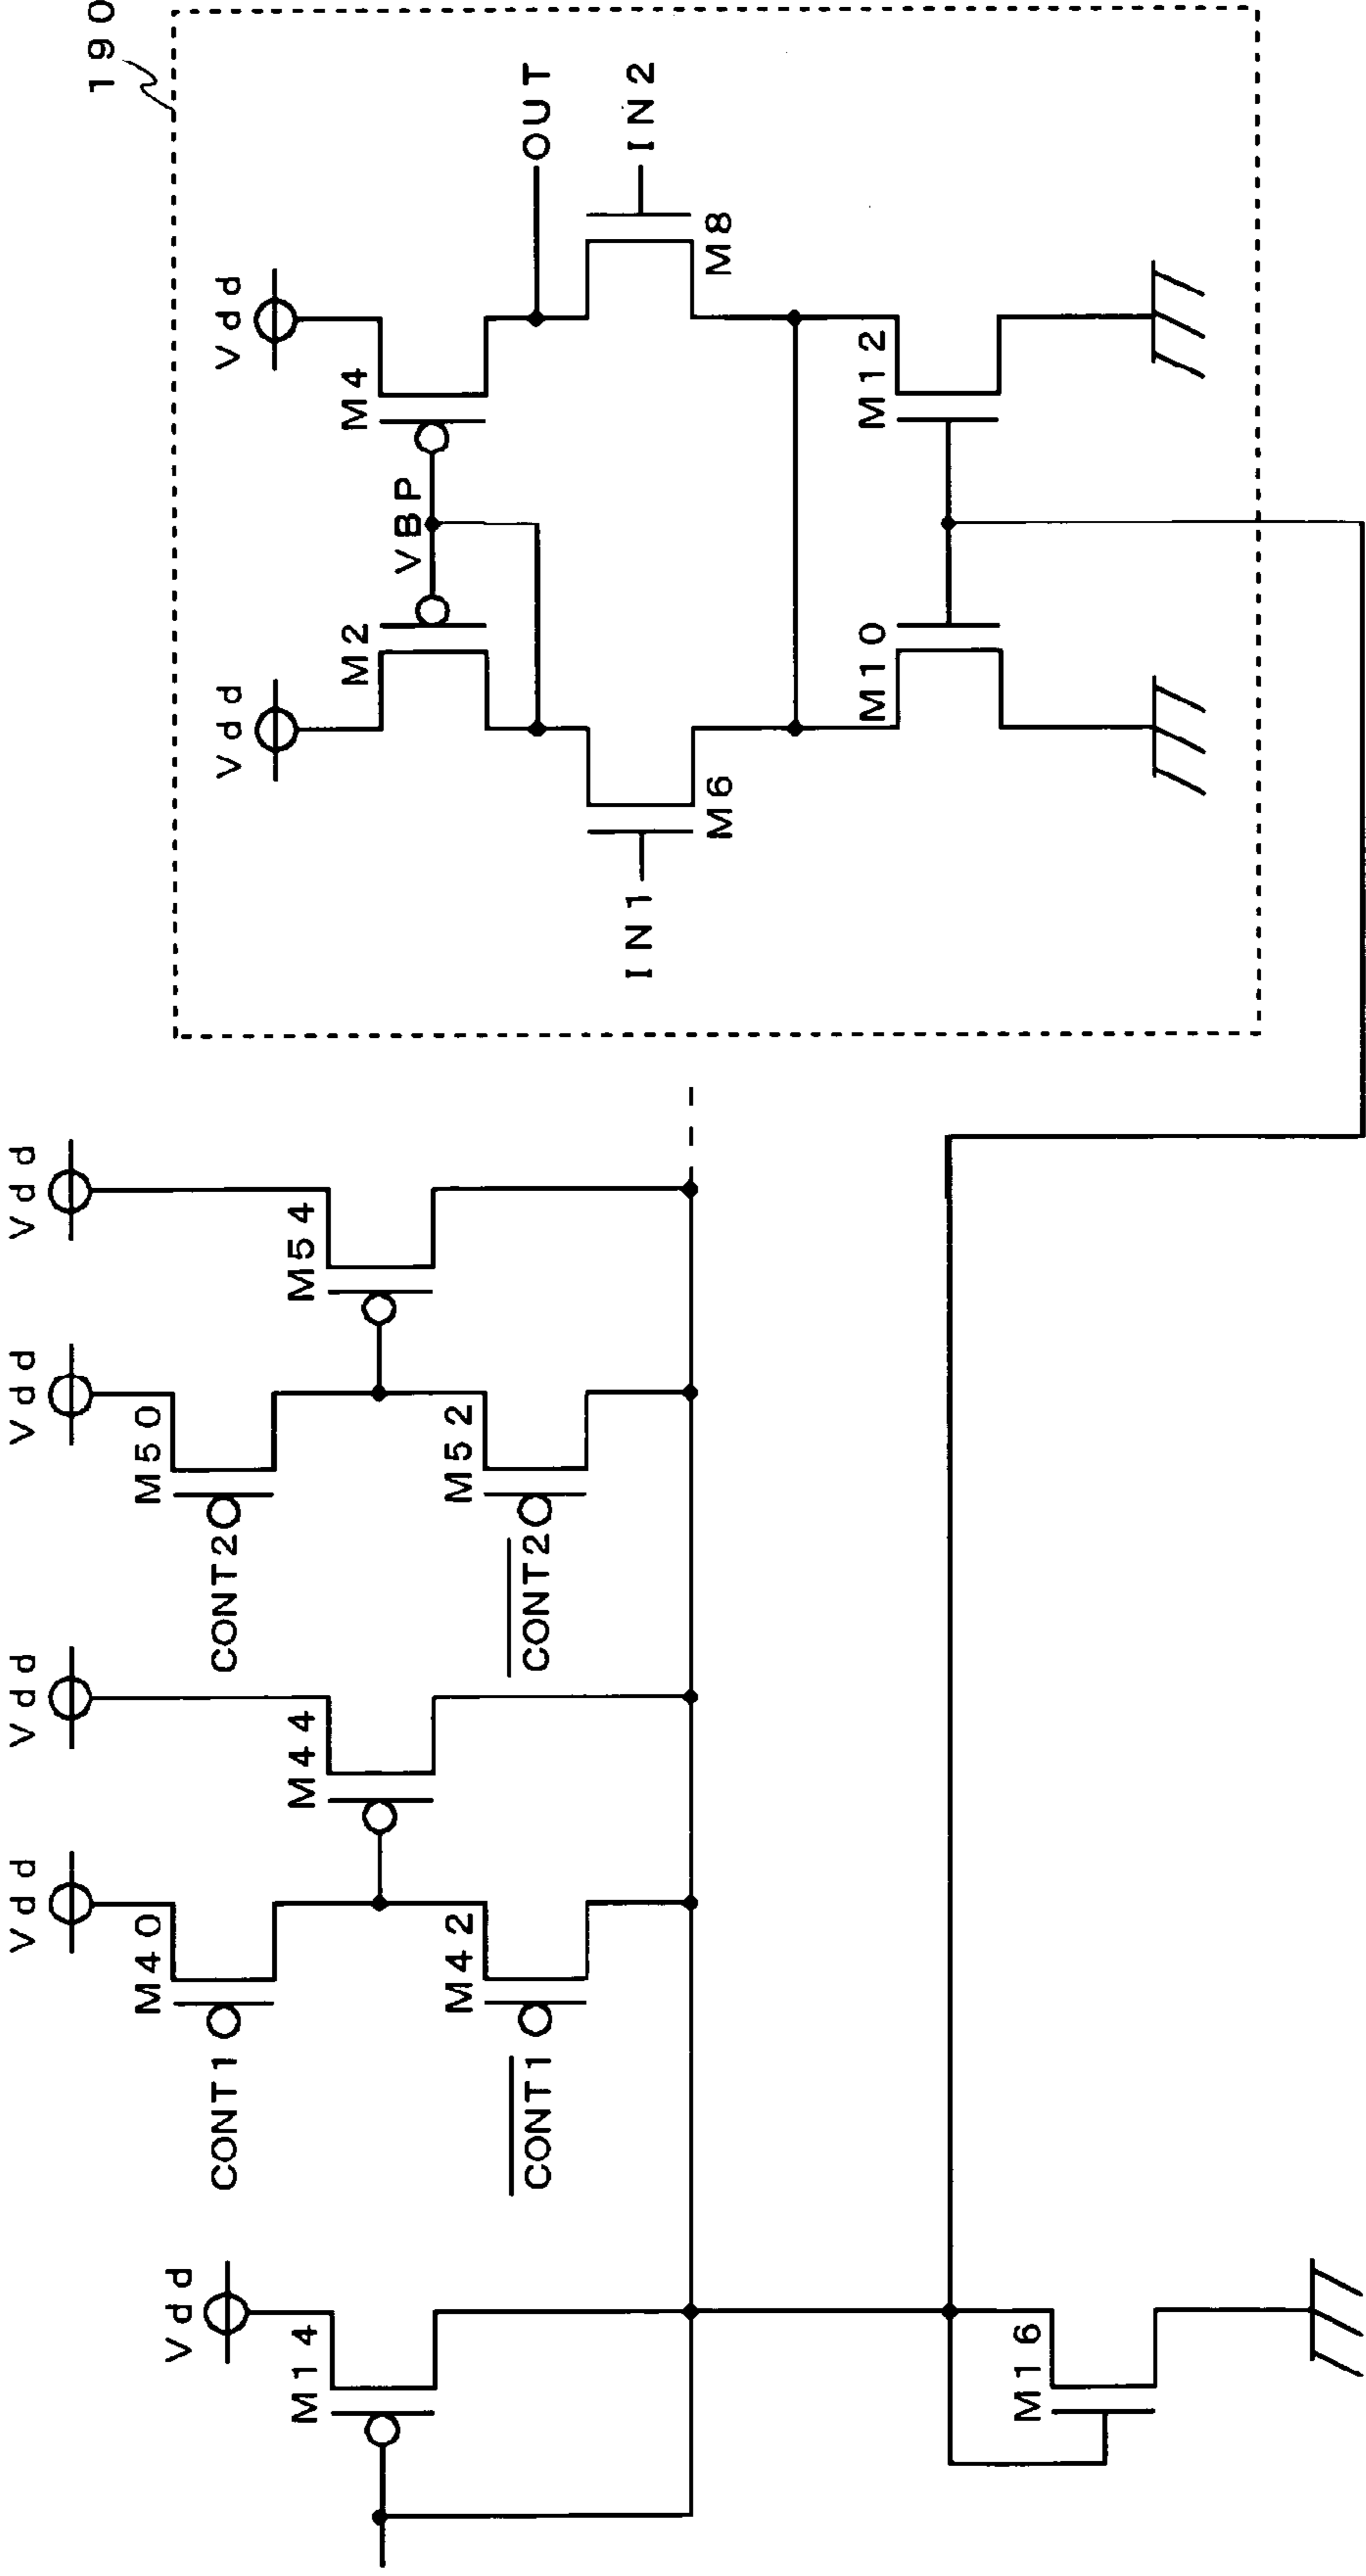 190
Vdd
Vdd
M2
M4
VBP
OUT
IN1
IN2
M6
M8
M10
M12
Vdd
Vdd
Vdd
Vdd
Vdd
M14
M40
M44
M50
M54
CONT1
CONT2
M42
M52
CONT1
CONT2
M16